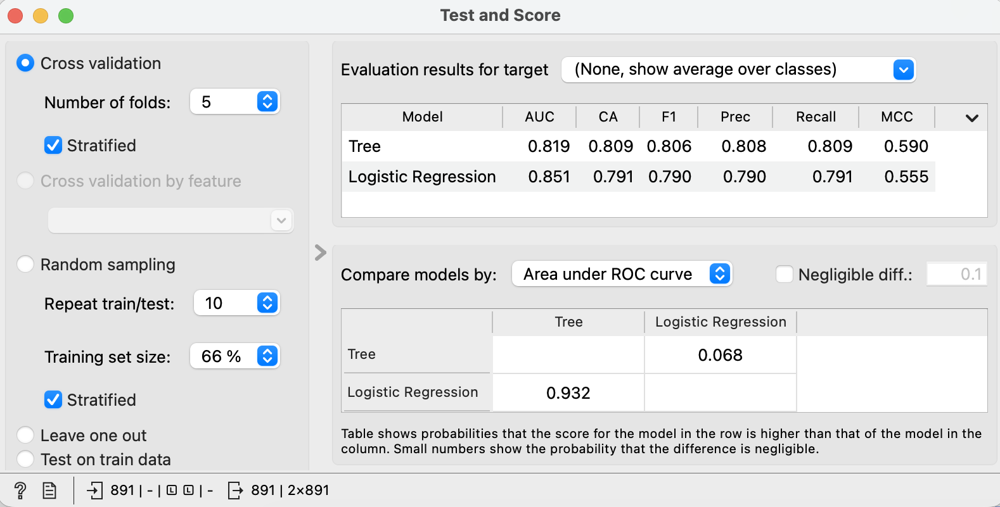 Test and Score
Cross validation
Number of folds: 5
Stratified
Cross validation by feature
Random sampling
Repeat train/test: 10
Training set size: 66 %
Stratified
Leave one out
Test on train data
Evaluation results for target (None, show average over classes)
Model AUC CA F1 Prec Recall MCC
Tree 0.819 0.809 0.806 0.808 0.809 0.590
Logistic Regression 0.851 0.791 0.790 0.790 0.791 0.555
Compare models by: Area under ROC curve Negligible diff.: 0.1
Tree Logistic Regression
Tree 0.068
Logistic Regression 0.932
Table shows probabilities that the score for the model in the row is higher than that of the model in the
column. Small numbers show the probability that the difference is negligible.
? 891 | - | L L | - 891 | 2×891